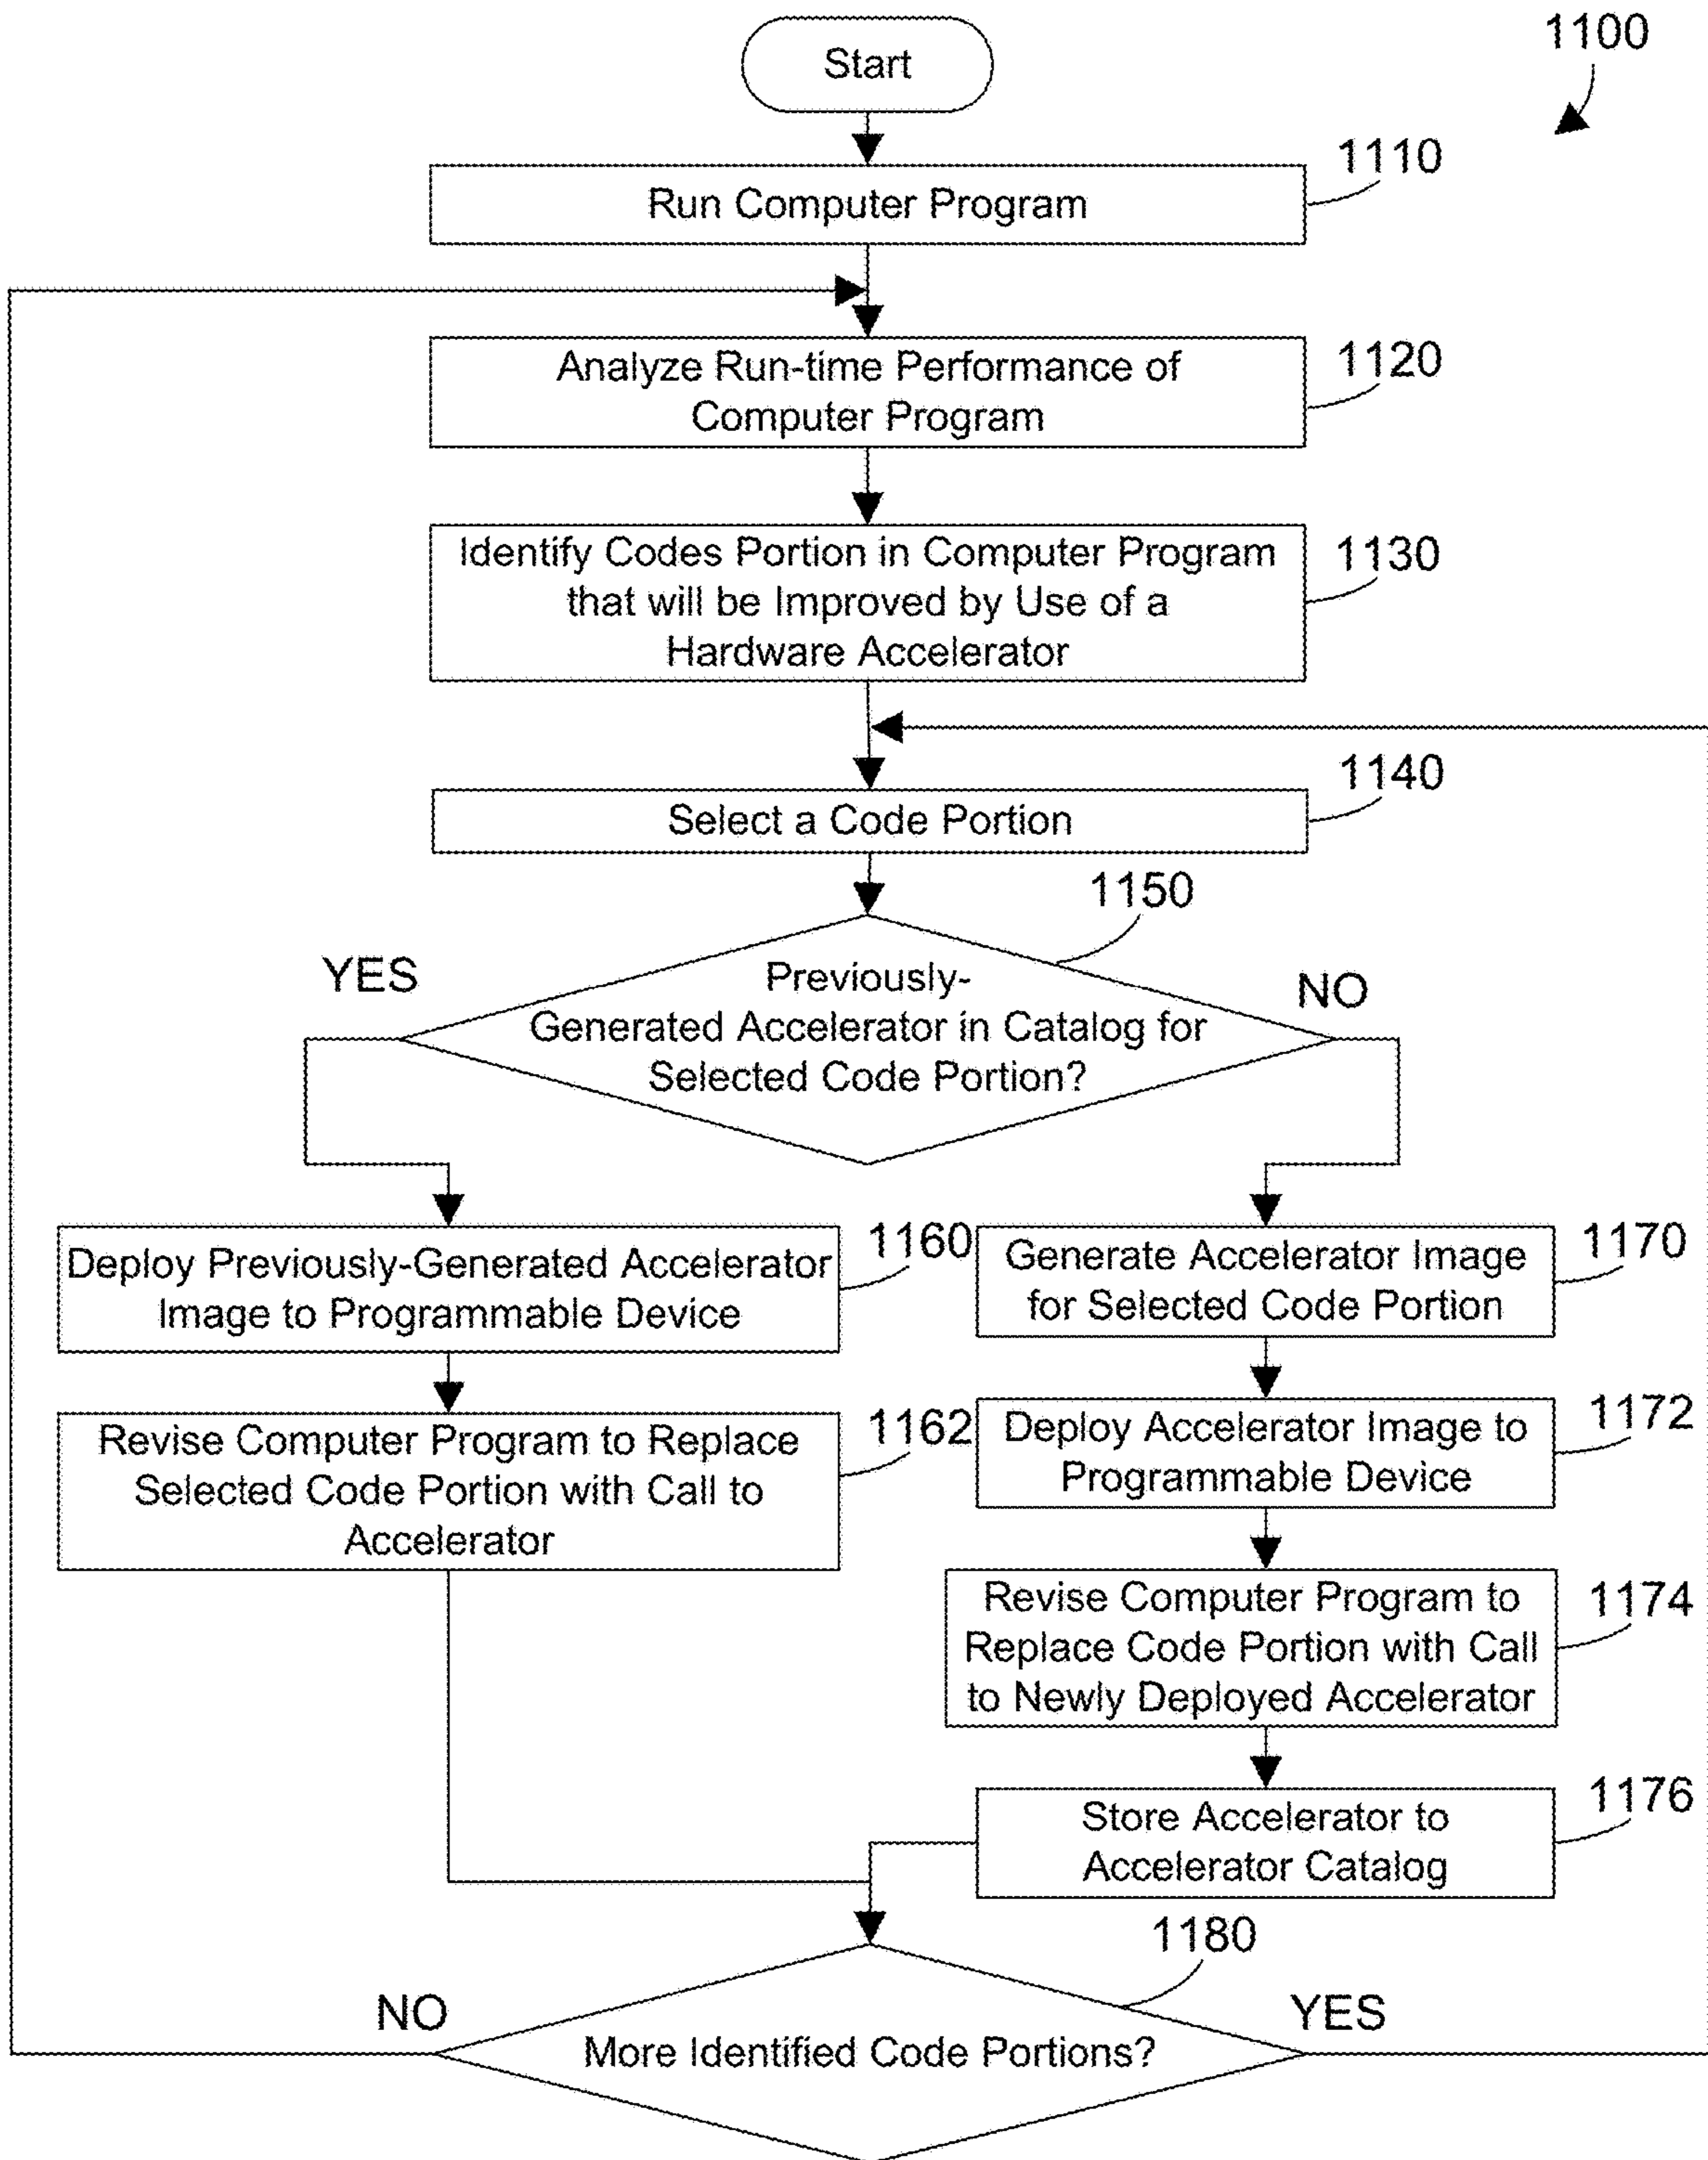 1100
Start
1110
Run Computer Program
1120
Analyze Run-time Performance of
Computer Program
1130
Identify Codes Portion in Computer Program
that will be Improved by Use of a
Hardware Accelerator
1140
Select a Code Portion
1150
YES
NO
Previously-
Generated Accelerator in Catalog for
Selected Code Portion?
1160
Deploy Previously-Generated Accelerator
Image to Programmable Device
1162
Revise Computer Program to Replace
Selected Code Portion with Call to
Accelerator
1170
Generate Accelerator Image
for Selected Code Portion
1172
Deploy Accelerator Image to
Programmable Device
1174
Revise Computer Program to
Replace Code Portion with Call
to Newly Deployed Accelerator
1176
Store Accelerator to
Accelerator Catalog
1180
NO
YES
More Identified Code Portions?